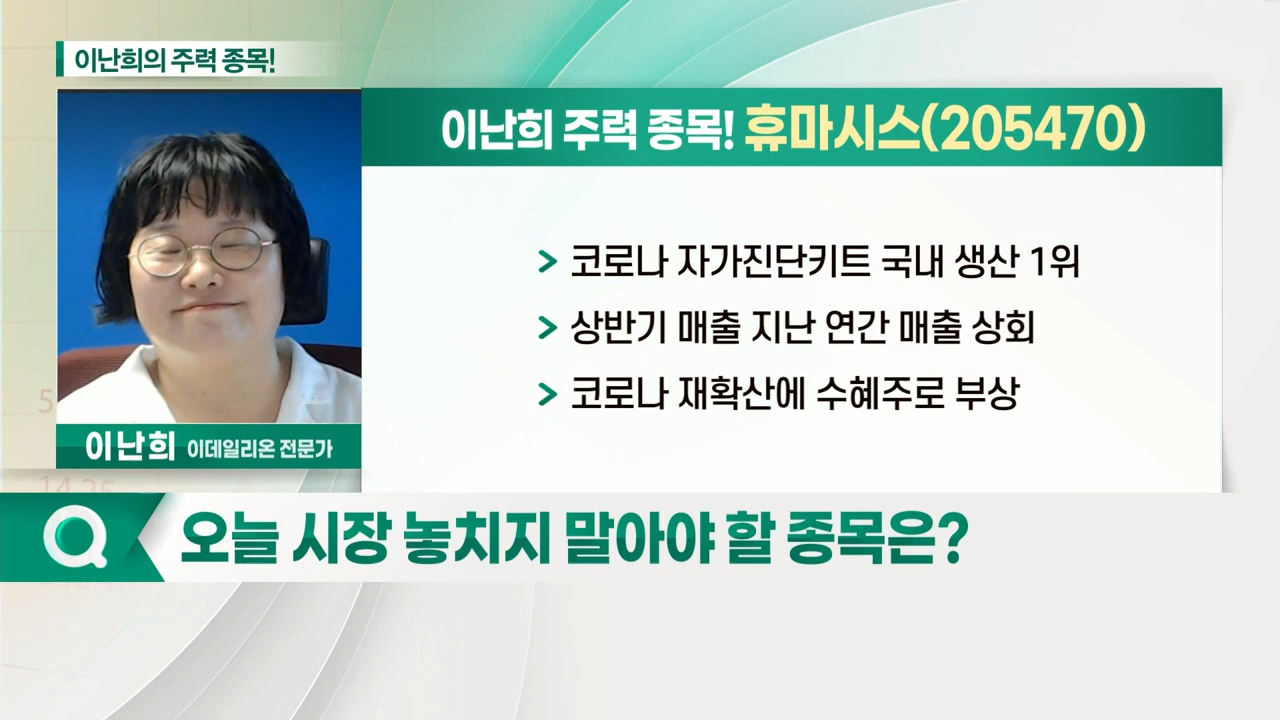 이난희의 주력 종목!
이난희 주력 종목! 휴마시스(205470)
> 코로나 자가진단키트 국내 생산 1위
> 상반기 매출 지난 연간 매출 상회
> 코로나 재확산에 수혜주로 부상
이난희 이데일리온 전문가
오늘 시장 놓치지 말아야 할 종목은?